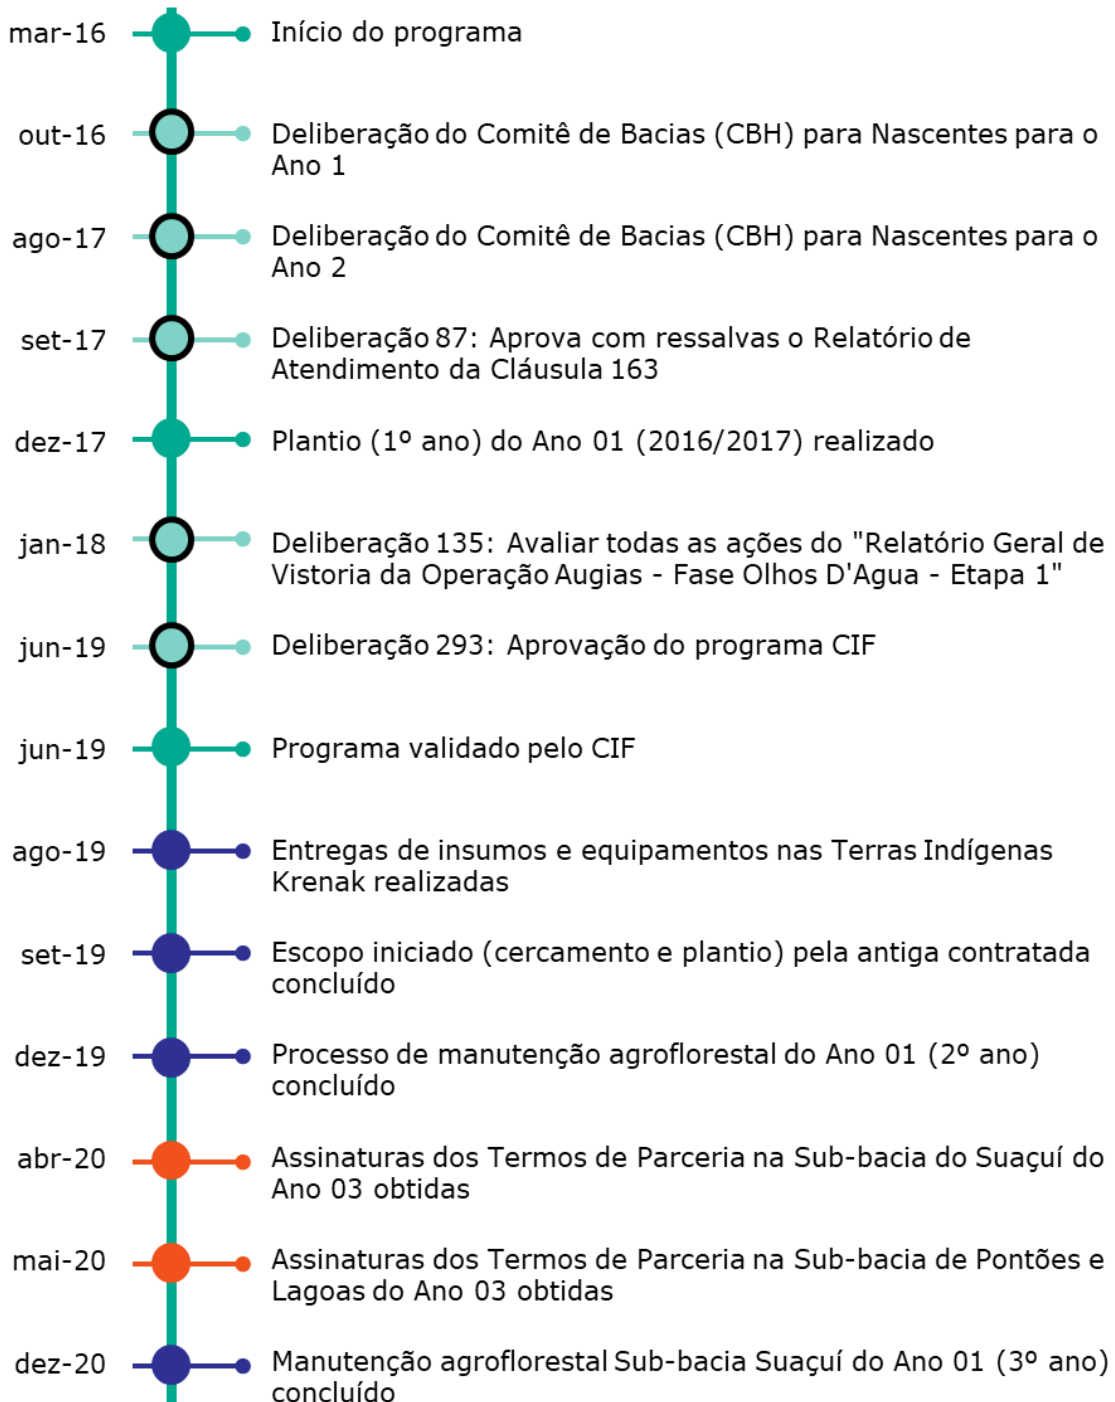 mar-16 Início do programa
out-16 Deliberação do Comitê de Bacias (CBH) para Nascentes para o
Ano 1
ago-17 Deliberação do Comitê de Bacias (CBH) para Nascentes para o
Ano 2
set-17 Deliberação 87: Aprova com ressalvas o Relatório de
Atendimento da Cláusula 163
dez-17 Plantio (1º ano) do Ano 01 (2016/2017) realizado
jan-18 Deliberação 135: Avaliar todas as ações do "Relatório Geral de
Vistoria da Operação Augias - Fase Olhos D'Agua - Etapa 1"
jun-19 Deliberação 293: Aprovação do programa CIF
jun-19 Programa validado pelo CIF
ago-19 Entregas de insumos e equipamentos nas Terras Indígenas
Krenak realizadas
set-19 Escopo iniciado (cercamento e plantio) pela antiga contratada
concluído
dez-19 Processo de manutenção agroflorestal do Ano 01 (2º ano)
concluído
abr-20 Assinaturas dos Termos de Parceria na Sub-bacia do Suaçuí do
Ano 03 obtidas
mai-20 Assinaturas dos Termos de Parceria na Sub-bacia de Pontões e
Lagoas do Ano 03 obtidas
dez-20 Manutenção agroflorestal Sub-bacia Suaçuí do Ano 01 (3º ano)
concluído